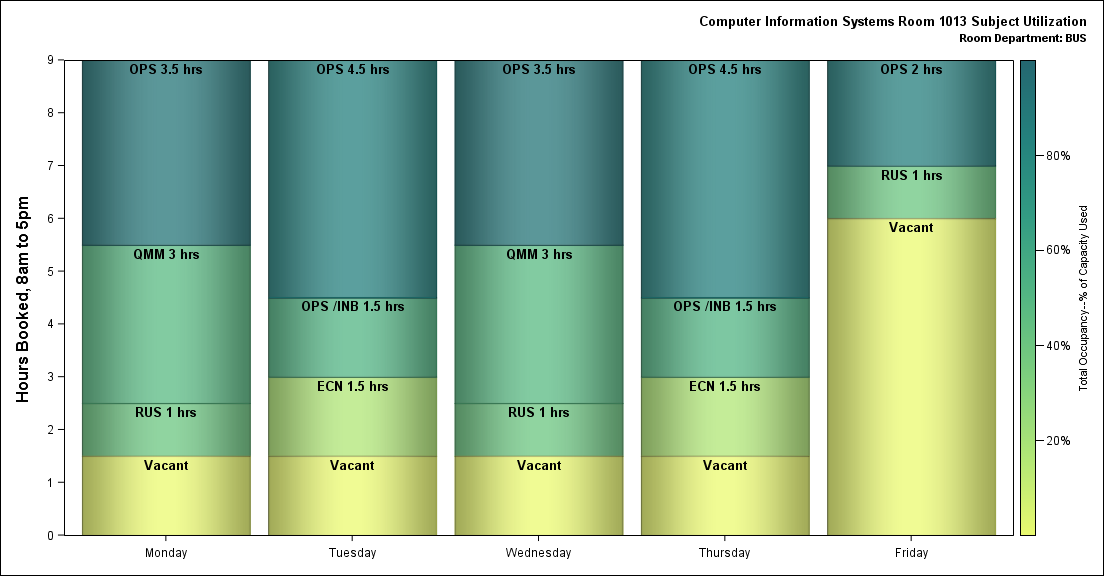 Computer Information Systems Room 1013 Subject Utilization
Room Department: BUS
Hours Booked, 8am to 5pm
9
8
7
6
5
4
3
2
1
0
OPS 3.5 hrs
QMM 3 hrs
RUS 1 hrs
Vacant
OPS 4.5 hrs
OPS /INB 1.5 hrs
ECN 1.5 hrs
Vacant
OPS 3.5 hrs
QMM 3 hrs
RUS 1 hrs
Vacant
OPS 4.5 hrs
OPS /INB 1.5 hrs
ECN 1.5 hrs
Vacant
OPS 2 hrs
RUS 1 hrs
Vacant
Monday
Tuesday
Wednesday
Thursday
Friday
80%
60%
40%
20%
Total Occupancy--% of Capacity Used